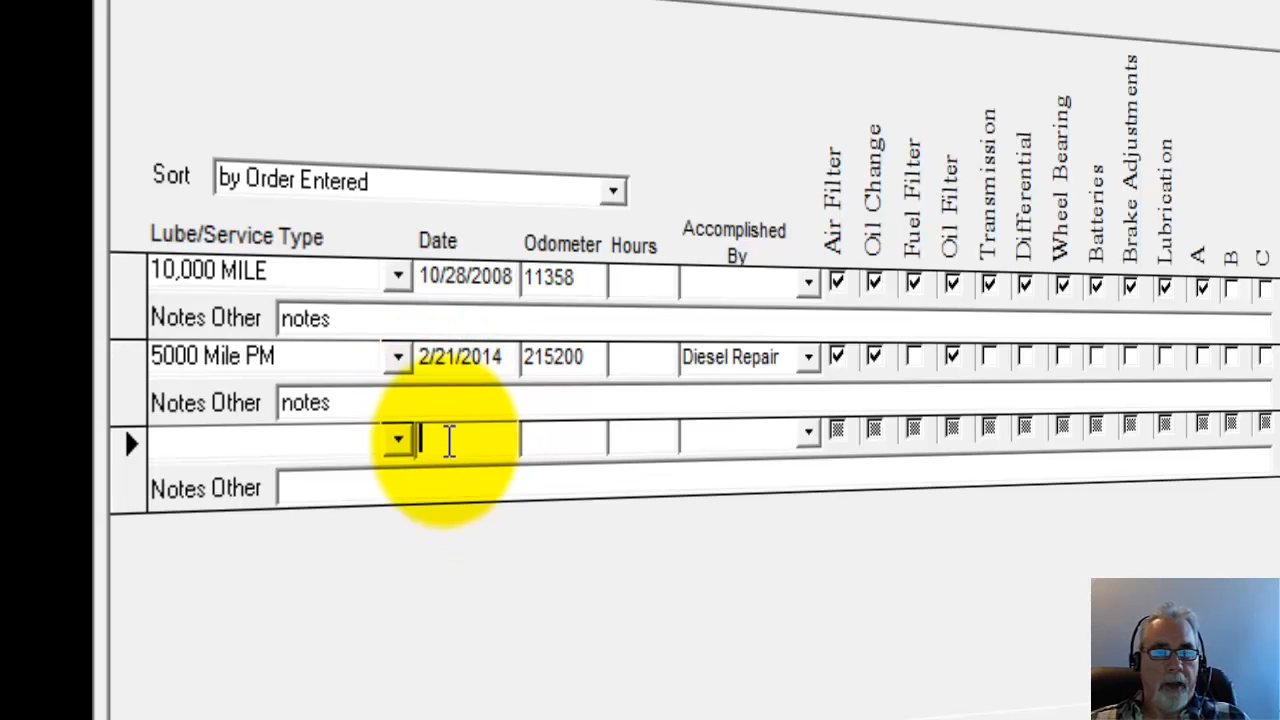 Sort by Order Entered
Lube/Service Type Date Odometer Hours Accomplished By Air Filter Oil Change Fuel Filter Oil Filter Transmission Differential Wheel Bearing Batteries Brake Adjustments Lubrication A B C
10,000 MILE 10/28/2008 11358
Notes Other notes
5000 Mile PM 2/21/2014 215200 Diesel Repair
Notes Other notes
Notes Other